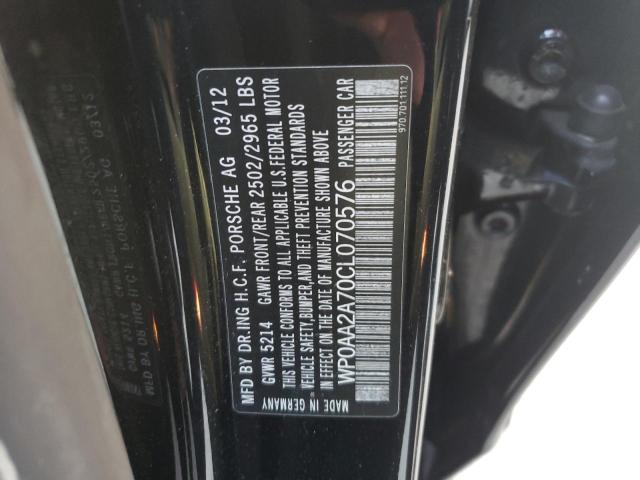 MFD BY DR.ING H.C.F. PORSCHE AG 03/12
GVWR 5214 GAWR FRONT/REAR 2502/2965 LBS
THIS VEHICLE CONFORMS TO ALL APPLICABLE U.S.FEDERAL MOTOR
VEHICLE SAFETY,BUMPER,AND THEFT PREVENTION STANDARDS
IN EFFECT ON THE DATE OF MANUFACTURE SHOWN ABOVE
WP0AA2A70CL070576 PASSENGER CAR
MADE IN GERMANY
970.701.111.12